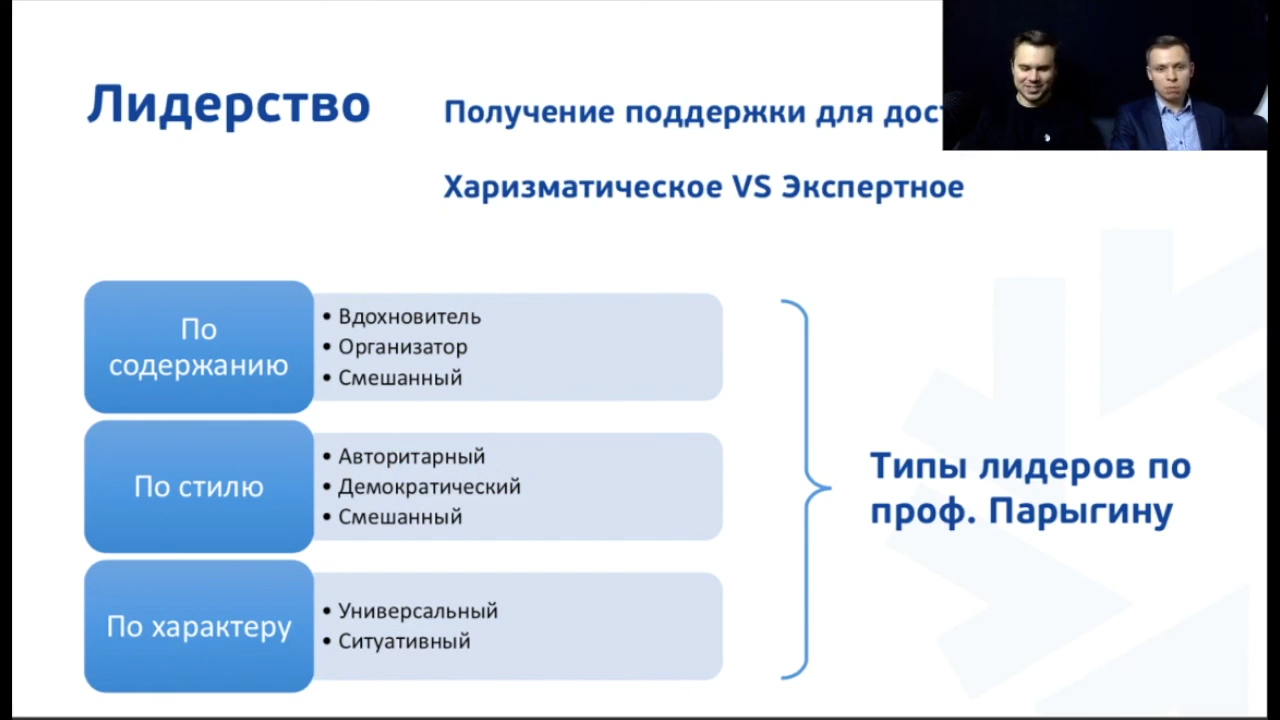 Лидерство
Получение поддержки для
Харизматическое VS Экспертное
По
содержанию
• Вдохновитель
• Организатор
• Смешанный
По стилю
• Авторитарный
• Демократический
• Смешанный
По характеру
• Универсальный
• Ситуативный
Типы лидеров по
проф. Парыгину